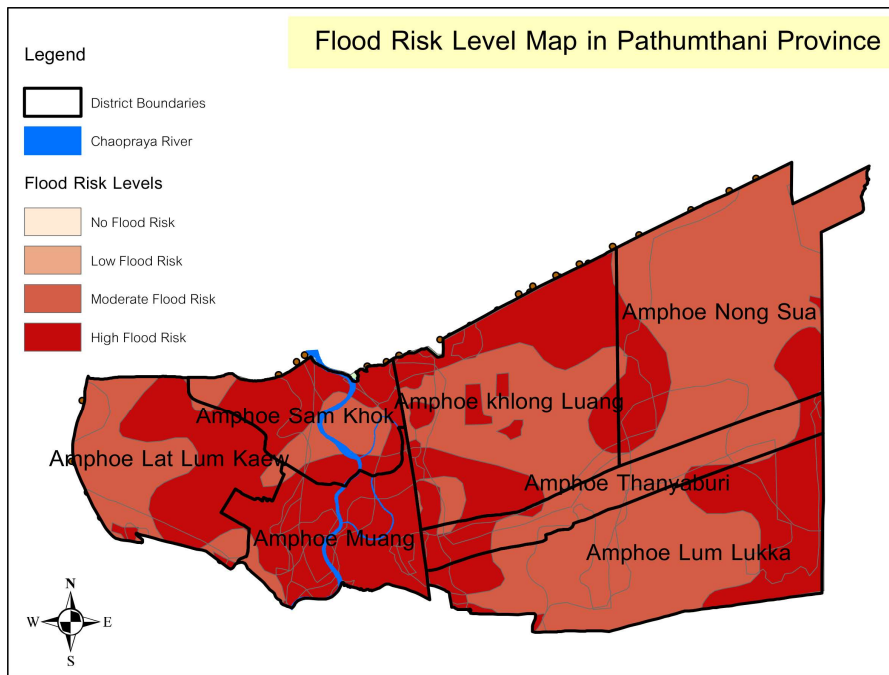 Flood Risk Level Map in Pathumthani Province
Legend
District Boundaries
Chaopraya River
Flood Risk Levels
No Flood Risk
Low Flood Risk
Moderate Flood Risk
High Flood Risk
Amphoe Nong Sua
Amphoe khlong Luang
Amphoe Sam Khok
Amphoe Lat Lum Kaew
Amphoe Thanyaburi
Amphoe Muang
Amphoe Lum Lukka
N
W E
S